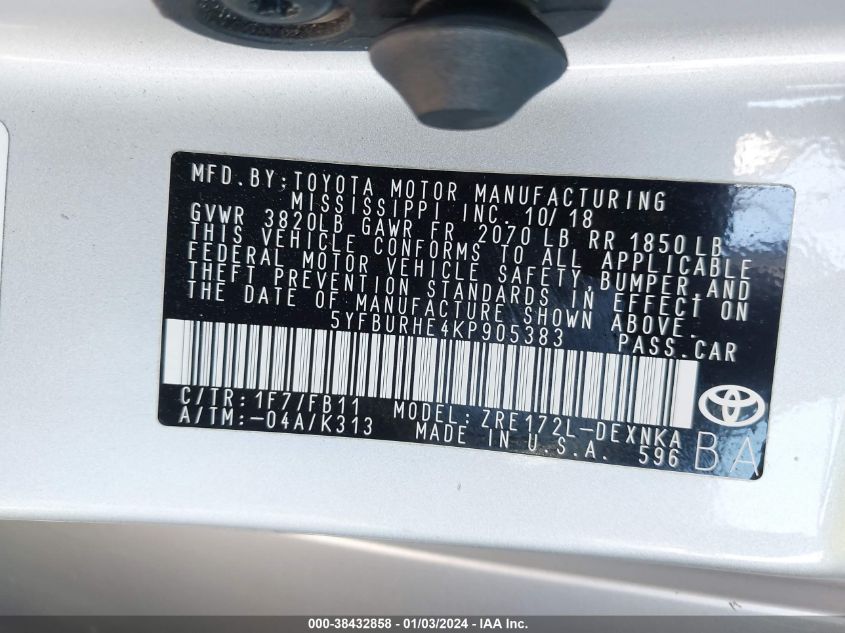 MFD. BY:TOYOTA MOTOR MANUFACTURING
MISSISSIPPI INC. 10/18
GVWR 3820LB GAWR FR 2070 LB RR 1850 LB
THIS VEHICLE CONFORMS TO ALL APPLICABLE
FEDERAL MOTOR VEHICLE SAFETY,BUMPER AND
THEFT PREVENTION STANDARDS IN EFFECT ON
THE DATE OF MANUFACTURE SHOWN ABOVE.
5YFBURHE4KP905383 PASS.CAR
C/TR:1F7/FB11 MODEL:ZRE172L-DEXNKA
A/TM:-04A/K313 MADE IN U.S.A. 596 BA
000-38432858 - 01/03/2024 - IAA Inc.